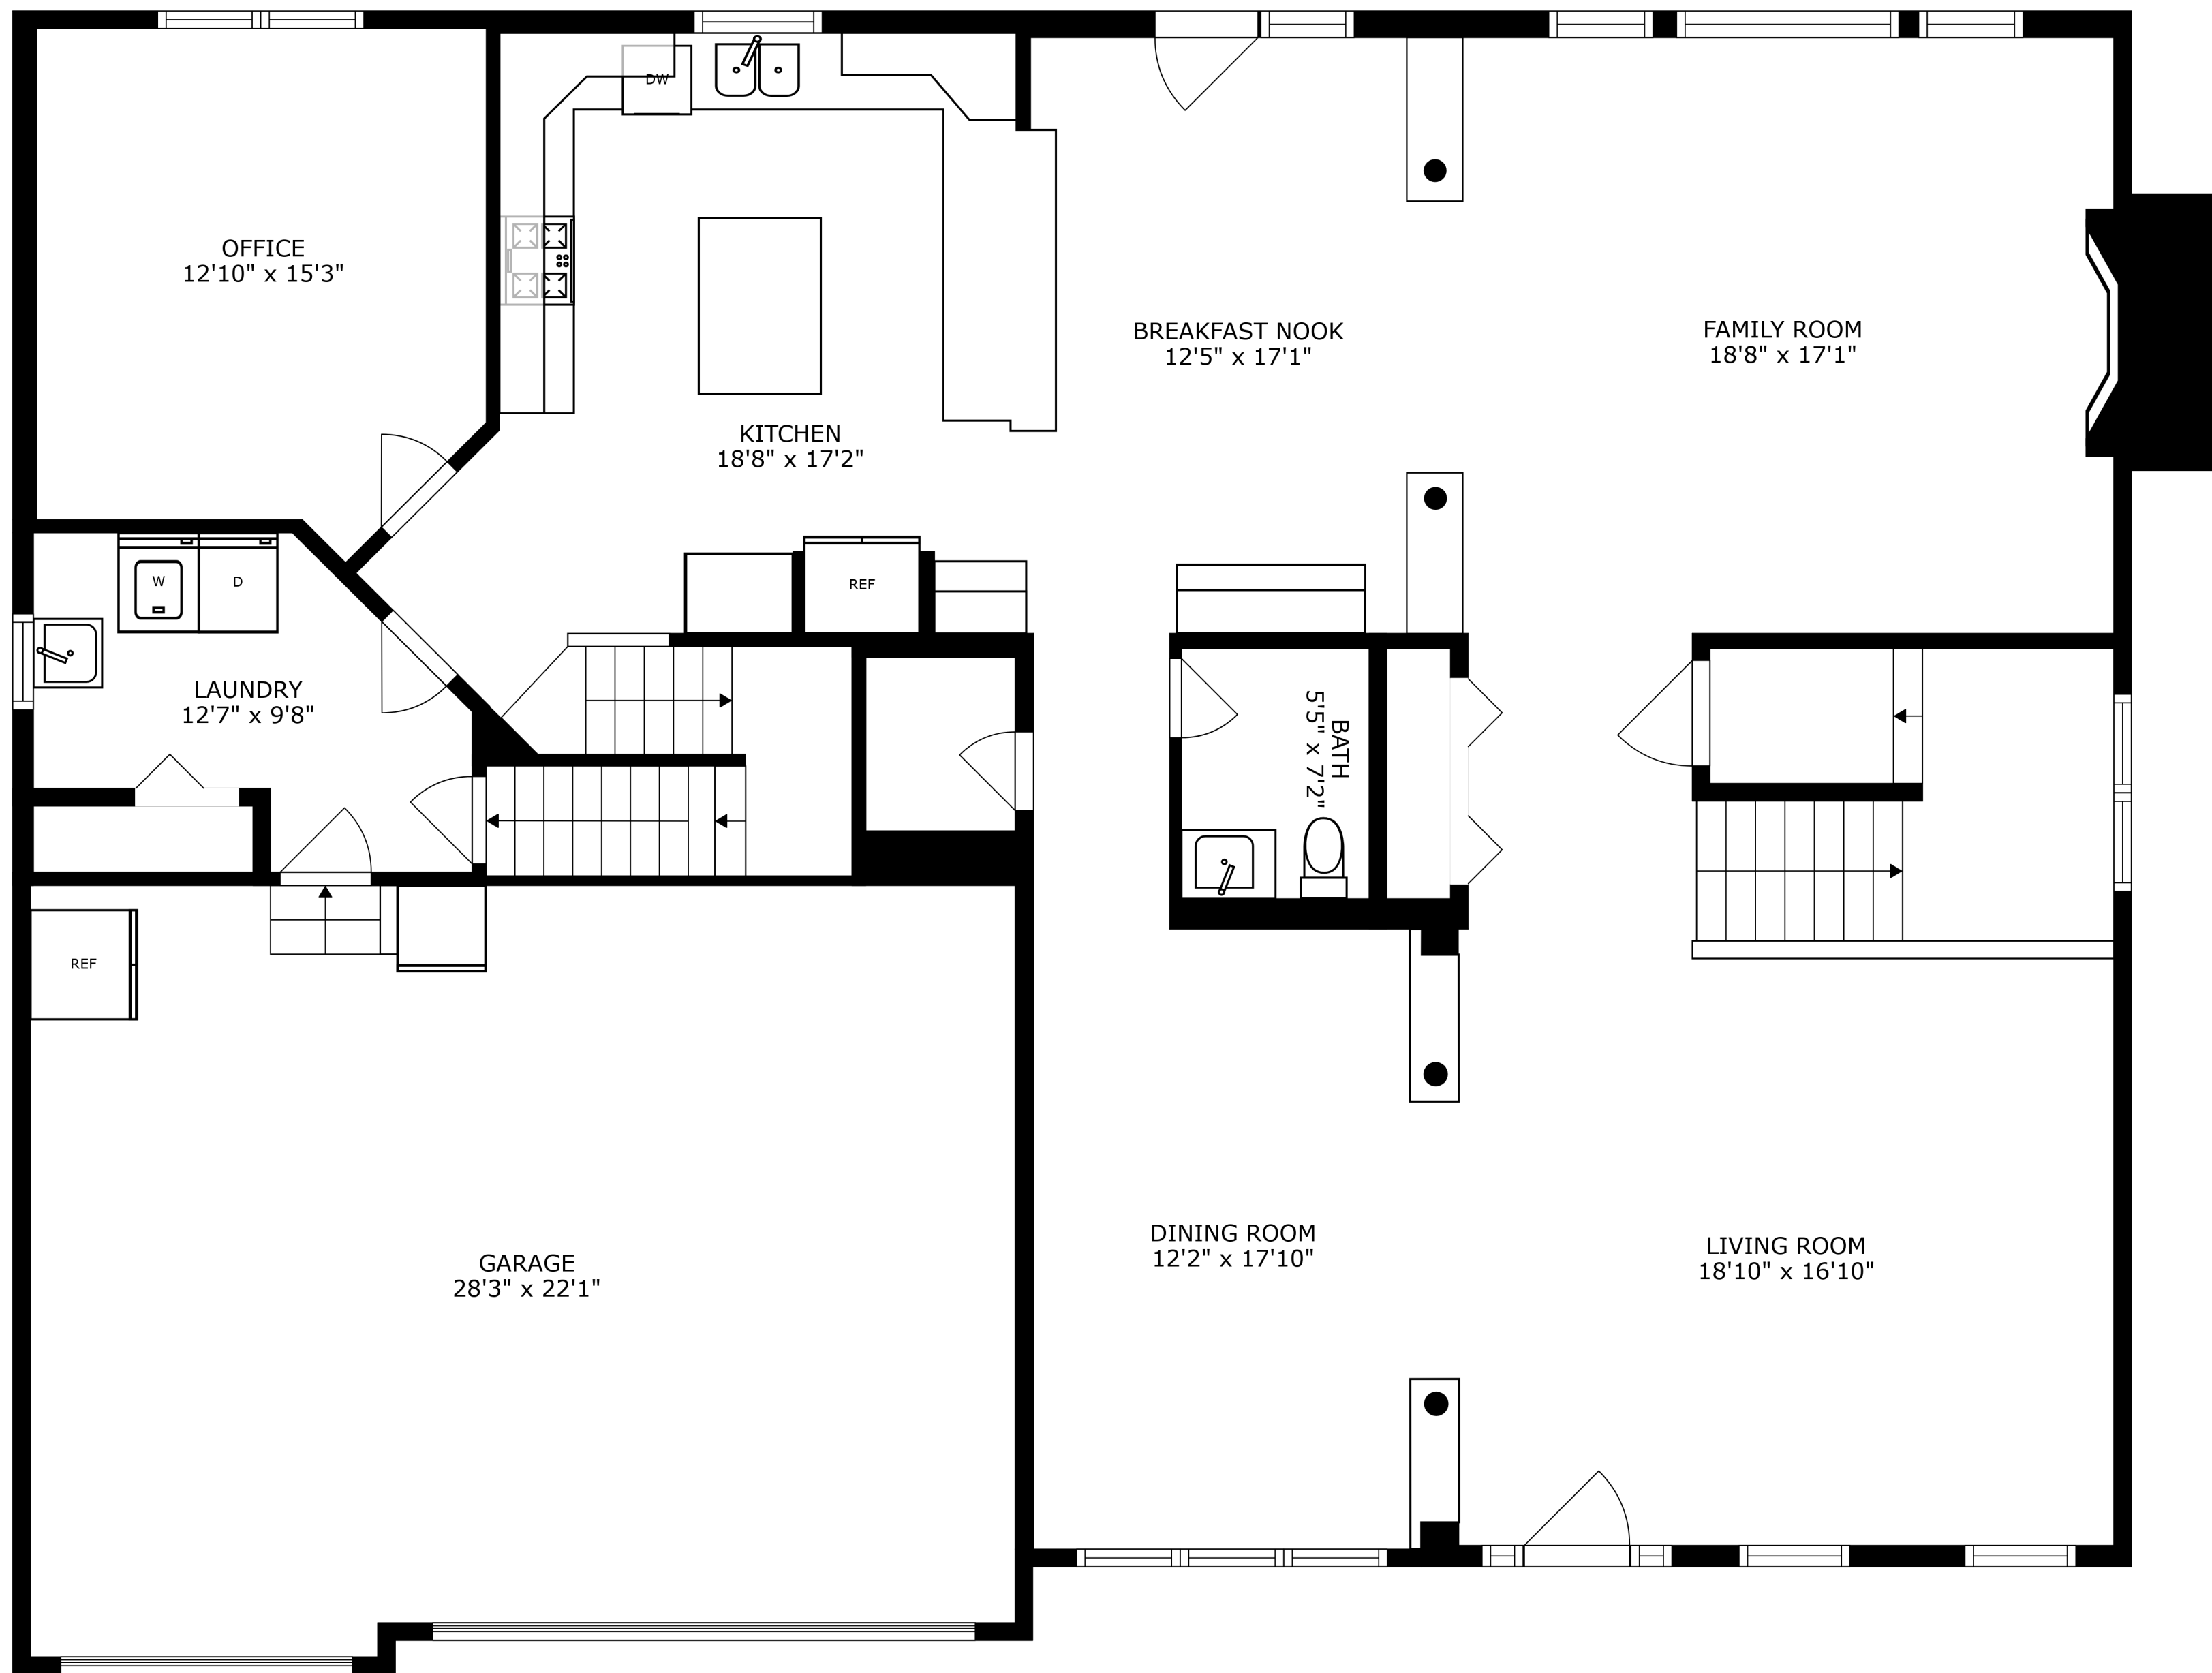 DW
OFFICE
12'10" x 15'3"
BREAKFAST NOOK
12'5" x 17'1"
FAMILY ROOM
18'8" x 17'1"
KITCHEN
18'8" x 17'2"
W
D
REF
LAUNDRY
12'7" x 9'8"
BATH
5'5" x 7'2"
REF
DINING ROOM
12'2" x 17'10"
LIVING ROOM
18'10" x 16'10"
GARAGE
28'3" x 22'1"